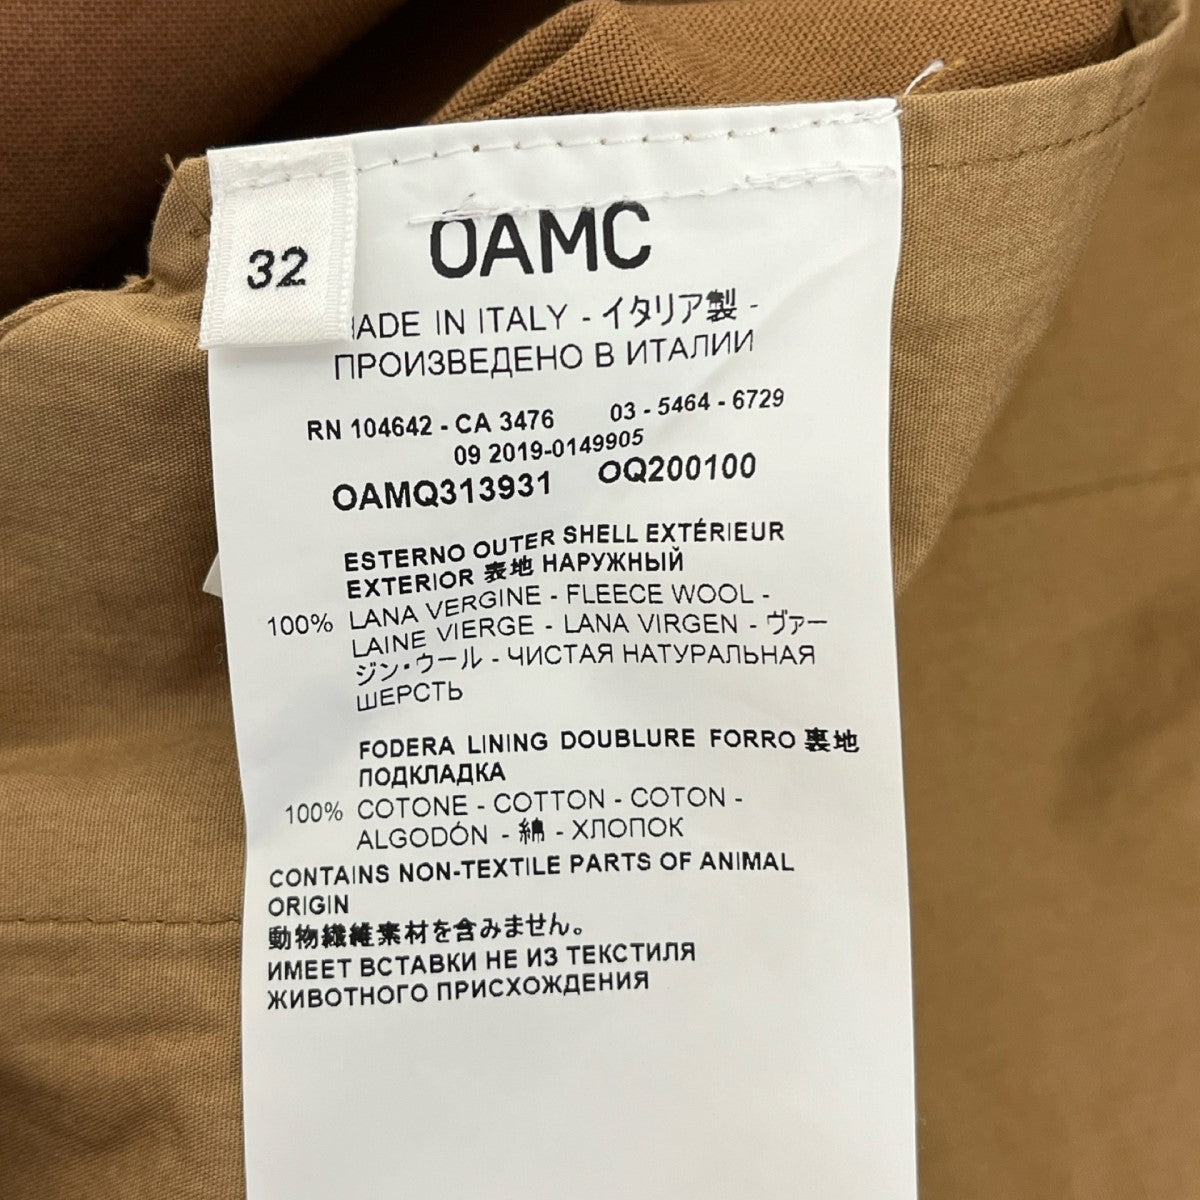 32
OAMC
MADE IN ITALY - イタリア製 -
ПРОИЗВЕДЕНО В ИТАЛИИ
RN 104642 - CA 3476 03 - 5464 - 6729
09 2019-0149905
OAMQ313931 OQ200100
ESTERNO OUTER SHELL EXTÉRIEUR
EXTERIOR 表地 НАРУЖНЫЙ
100% LANA VERGINE - FLEECE WOOL -
LAINE VIERGE - LANA VIRGEN - ヴァー
ジン・ウール - ЧИСТАЯ НАТУРАЛЬНАЯ
ШЕРСТЬ
FODERA LINING DOUBLURE FORRO 裏地
ПОДКЛАДКА
100% COTONE - COTTON - COTON -
ALGODÓN - 綿 - ХЛОПОК
CONTAINS NON-TEXTILE PARTS OF ANIMAL
ORIGIN
動物繊維素材を含みません。
ИМЕЕТ ВСТАВКИ НЕ ИЗ ТЕКСТИЛЯ
ЖИВОТНОГО ПРИСХОЖДЕНИЯ